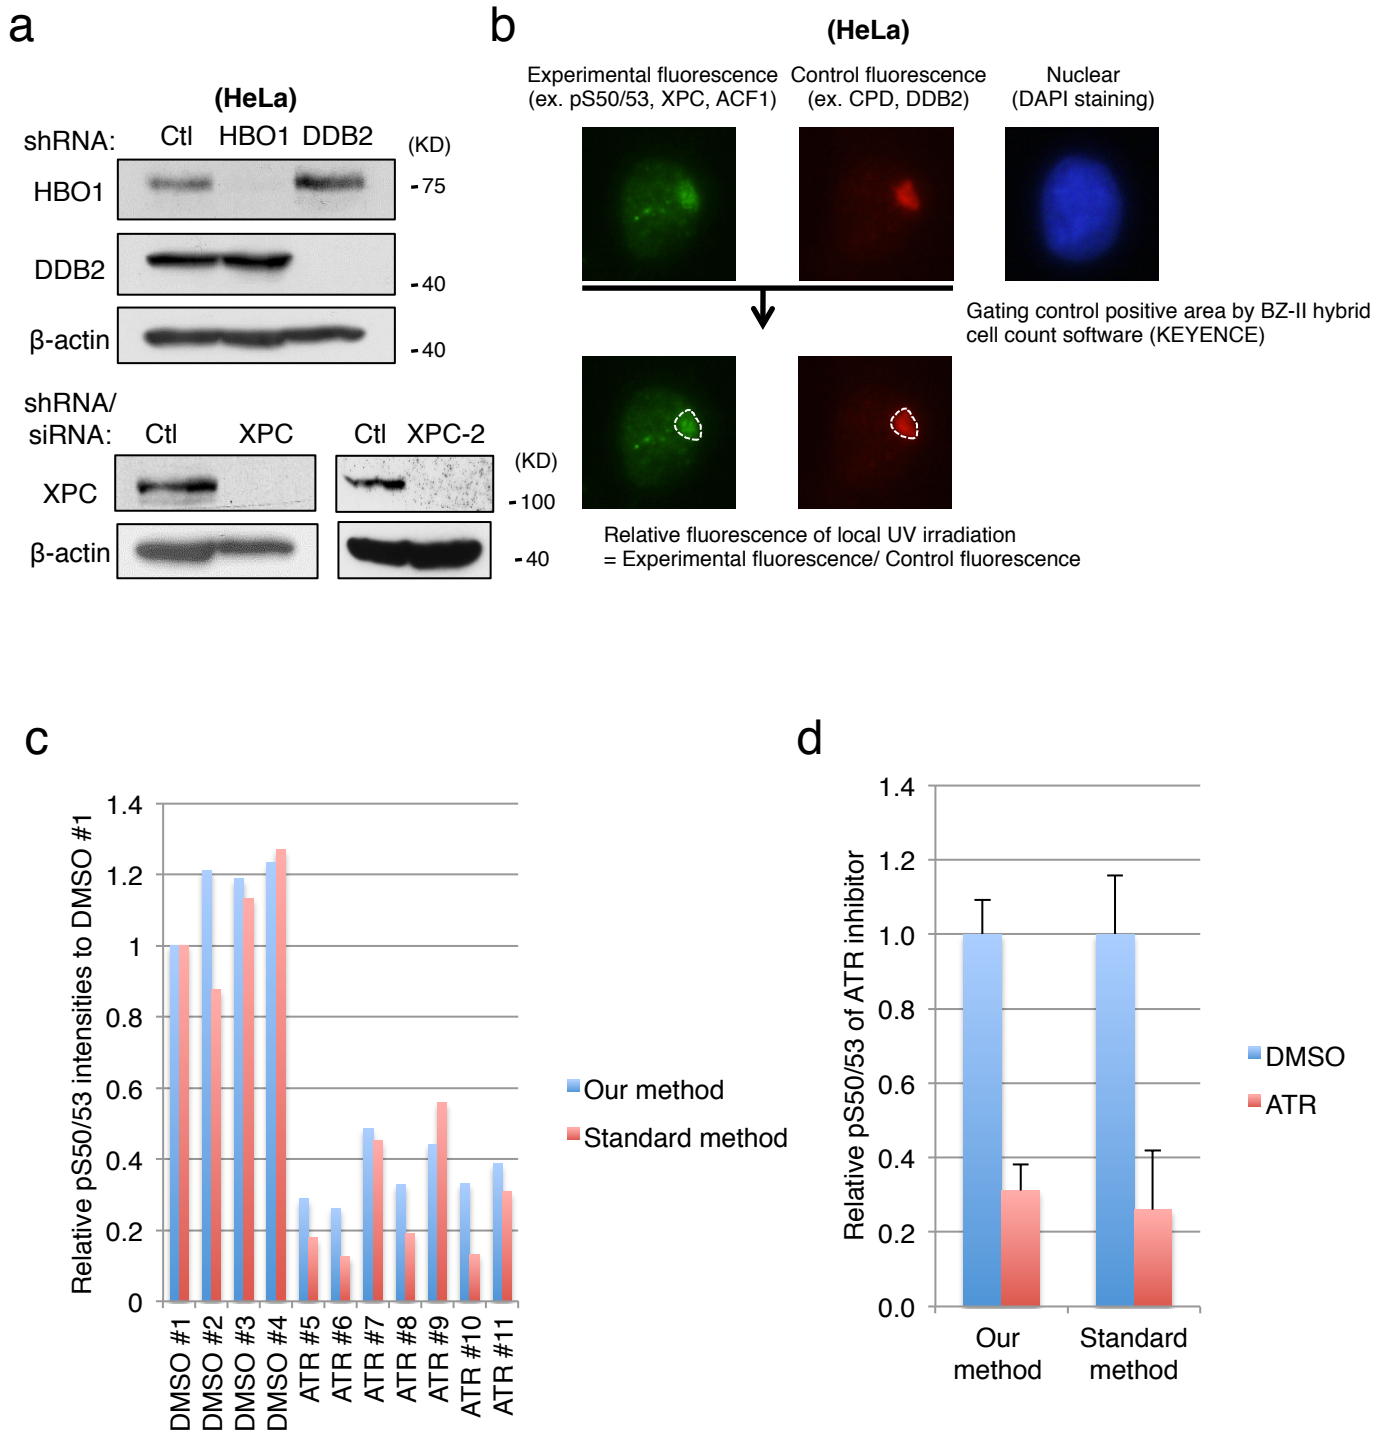 a
(HeLa)
shRNA: Ctl HBO1 DDB2 (KD)
HBO1 -75
DDB2 -40
β-actin -40
shRNA/
siRNA: Ctl XPC Ctl XPC-2 (KD)
XPC -100
β-actin -40
b
(HeLa)
Experimental fluorescence
(ex. pS50/53, XPC, ACF1)
Control fluorescence
(ex. CPD, DDB2)
Nuclear
(DAPI staining)
Gating control positive area by BZ-II hybrid
cell count software (KEYENCE)
Relative fluorescence of local UV irradiation
= Experimental fluorescence/ Control fluorescence
c
Relative pS50/53 intensities to DMSO #1
1.4
1.2
1
0.8
0.6
0.4
0.2
0
DMSO #1
DMSO #2
DMSO #3
DMSO #4
ATR #5
ATR #6
ATR #7
ATR #8
ATR #9
ATR #10
ATR #11
Our method
Standard method
d
Relative pS50/53 of ATR inhibitor
1.4
1.2
1.0
0.8
0.6
0.4
0.2
0.0
Our
method
Standard
method
DMSO
ATR